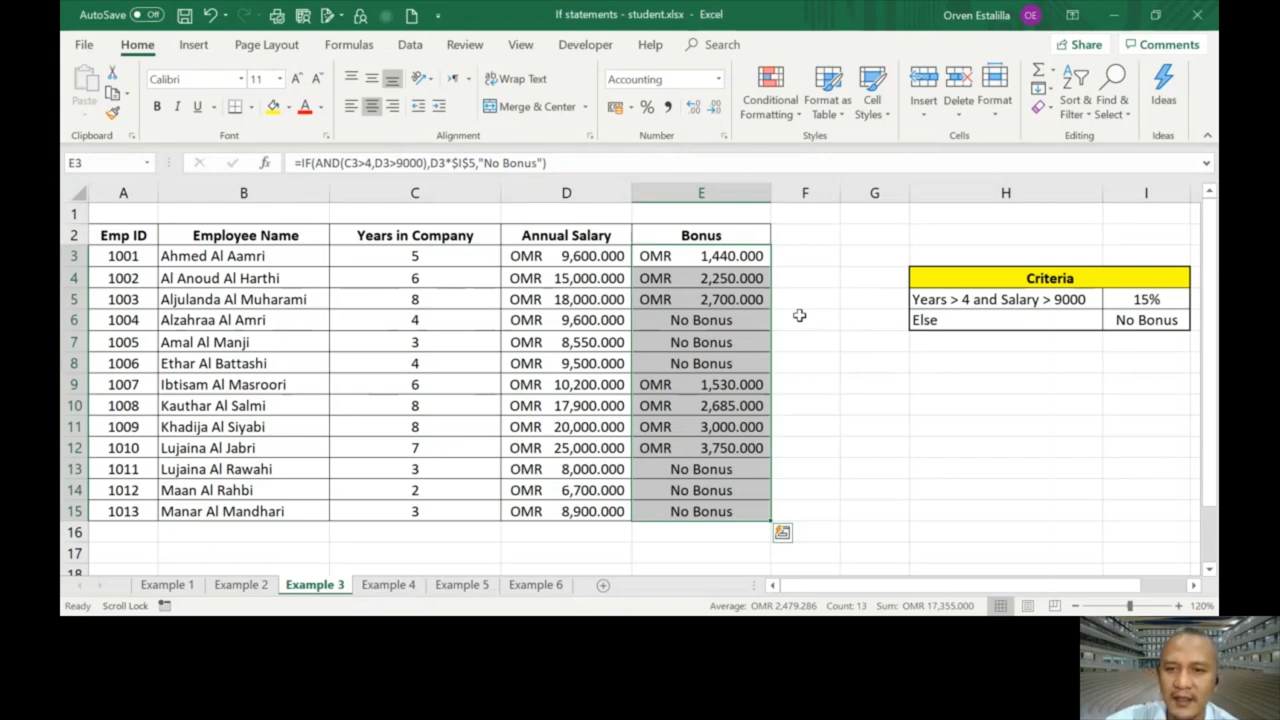 AutoSave Off If statements - student.xlsx - Excel Orven Estalilla OE
File Home Insert Page Layout Formulas Data Review View Developer Help Search Share Comments
Calibri 11 Wrap Text Accounting
Paste B I U Merge & Center % Conditional Formatting Format as Table Cell Styles Insert Delete Format Sort & Filter Find & Select Ideas
Clipboard Font Alignment Number Styles Cells Editing Ideas
E3 fx =IF(AND(C3>4,D3>9000),D3*$I$5,"No Bonus")
A B C D E F G H I
1
2 Emp ID Employee Name Years in Company Annual Salary Bonus
3 1001 Ahmed Al Aamri 5 OMR 9,600.000 OMR 1,440.000
4 1002 Al Anoud Al Harthi 6 OMR 15,000.000 OMR 2,250.000 Criteria
5 1003 Aljulanda Al Muharami 8 OMR 18,000.000 OMR 2,700.000 Years > 4 and Salary > 9000 15%
6 1004 Alzahraa Al Amri 4 OMR 9,600.000 No Bonus Else No Bonus
7 1005 Amal Al Manji 3 OMR 8,550.000 No Bonus
8 1006 Ethar Al Battashi 4 OMR 9,500.000 No Bonus
9 1007 Ibtisam Al Masroori 6 OMR 10,200.000 OMR 1,530.000
10 1008 Kauthar Al Salmi 8 OMR 17,900.000 OMR 2,685.000
11 1009 Khadija Al Siyabi 8 OMR 20,000.000 OMR 3,000.000
12 1010 Lujaina Al Jabri 7 OMR 25,000.000 OMR 3,750.000
13 1011 Lujaina Al Rawahi 3 OMR 8,000.000 No Bonus
14 1012 Maan Al Rahbi 2 OMR 6,700.000 No Bonus
15 1013 Manar Al Mandhari 3 OMR 8,900.000 No Bonus
16
17
18
Example 1 Example 2 Example 3 Example 4 Example 5 Example 6
Ready Scroll Lock Average: OMR 2,479.286 Count: 13 Sum: OMR 17,355.000 120%